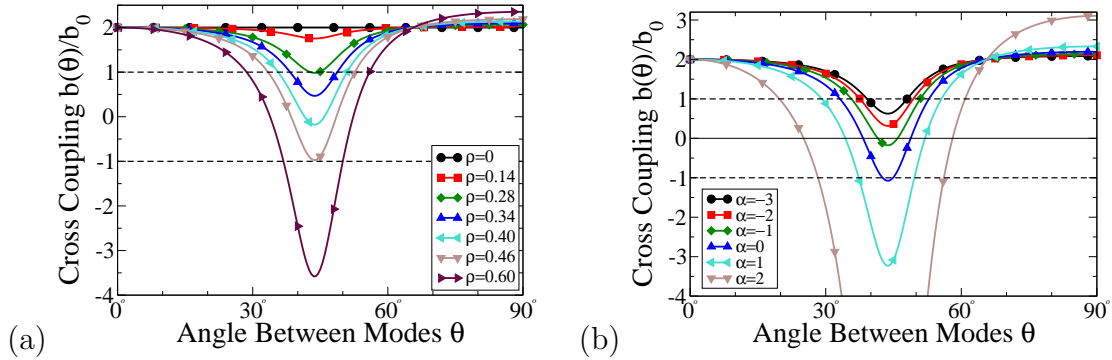 Cross Coupling b(θ)/b₀
2
1
0
-1
-2
-3
-4
0°
30°
60°
90°
Angle Between Modes θ
ρ=0
ρ=0.14
ρ=0.28
ρ=0.34
ρ=0.40
ρ=0.46
ρ=0.60
(a)
Cross Coupling b(θ)/b₀
3
2
1
0
-1
-2
-3
-4
0°
30°
60°
90°
Angle Between Modes θ
α=−3
α=−2
α=−1
α=0
α=1
α=2
(b)